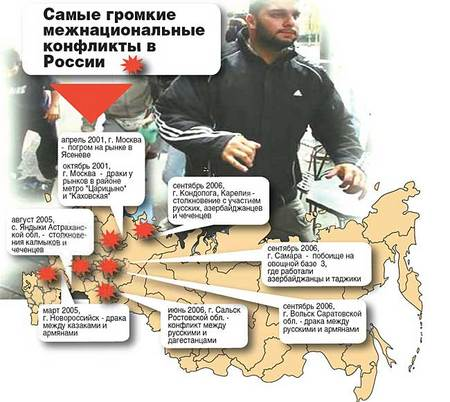 Самые громкие
межнациональные
конфликты в
России
апрель 2001, г. Москва
- погром на рынке в
Ясеневе
октябрь 2001,
г. Москва - драки у
рынков в районе
метро "Царицыно"
и "Каховская"
сентябрь 2006,
г. Кондопога, Карелия -
столкновение с участием
русских, азербайджанцев
и чеченцев
август 2005,
с. Яндыки Астраханс-
кой обл. - столкнове-
ния калмыков и
чеченцев
сентябрь 2006,
г. Самара - побоище на
овощной базе 3,
где работали
азербайджанцы и таджики
март 2005,
г. Новороссийск - драка
между казаками и
армянами
июнь 2006, г. Сальск
Ростовской обл. -
конфликт между
русскими и
дагестанцами
сентябрь 2006,
г. Вольск Саратовской
обл. - драка между
русскими и армянами